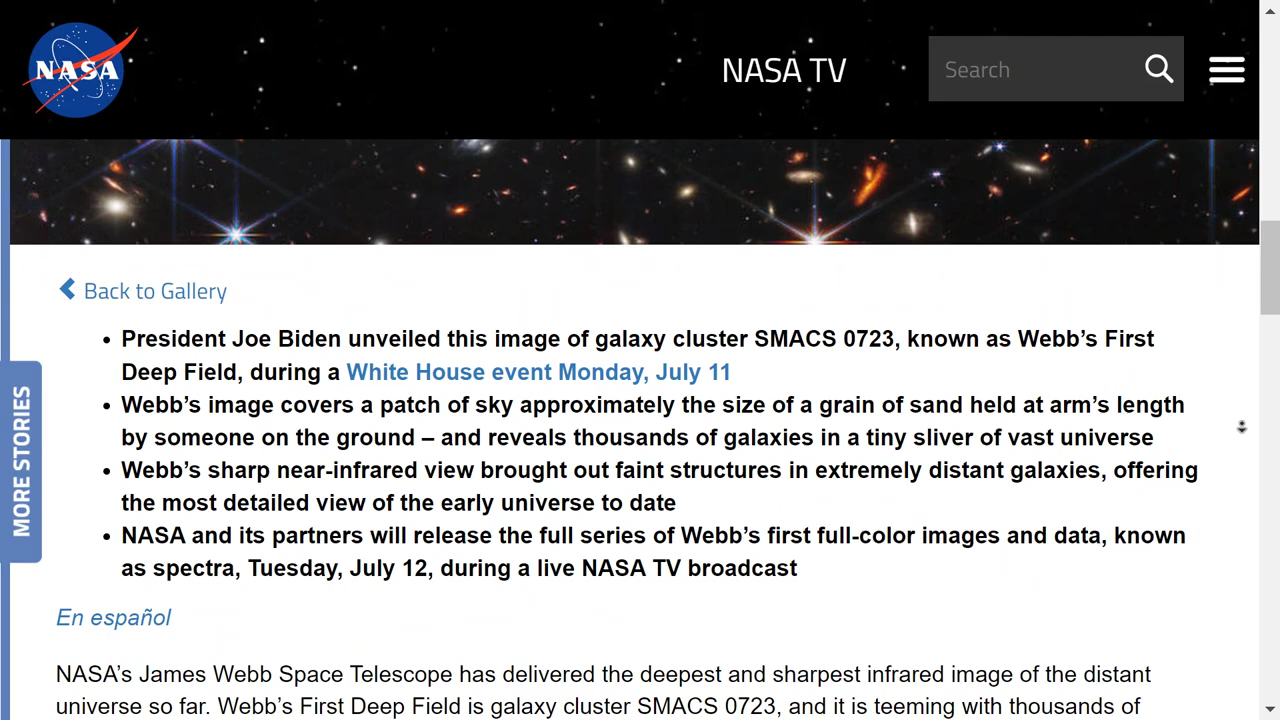 NASA
NASA TV
Search
Back to Gallery
• President Joe Biden unveiled this image of galaxy cluster SMACS 0723, known as Webb’s First
Deep Field, during a White House event Monday, July 11
• Webb’s image covers a patch of sky approximately the size of a grain of sand held at arm’s length
by someone on the ground – and reveals thousands of galaxies in a tiny sliver of vast universe
• Webb’s sharp near-infrared view brought out faint structures in extremely distant galaxies, offering
the most detailed view of the early universe to date
• NASA and its partners will release the full series of Webb’s first full-color images and data, known
as spectra, Tuesday, July 12, during a live NASA TV broadcast
MORE STORIES
En español
NASA’s James Webb Space Telescope has delivered the deepest and sharpest infrared image of the distant
universe so far. Webb’s First Deep Field is galaxy cluster SMACS 0723, and it is teeming with thousands of